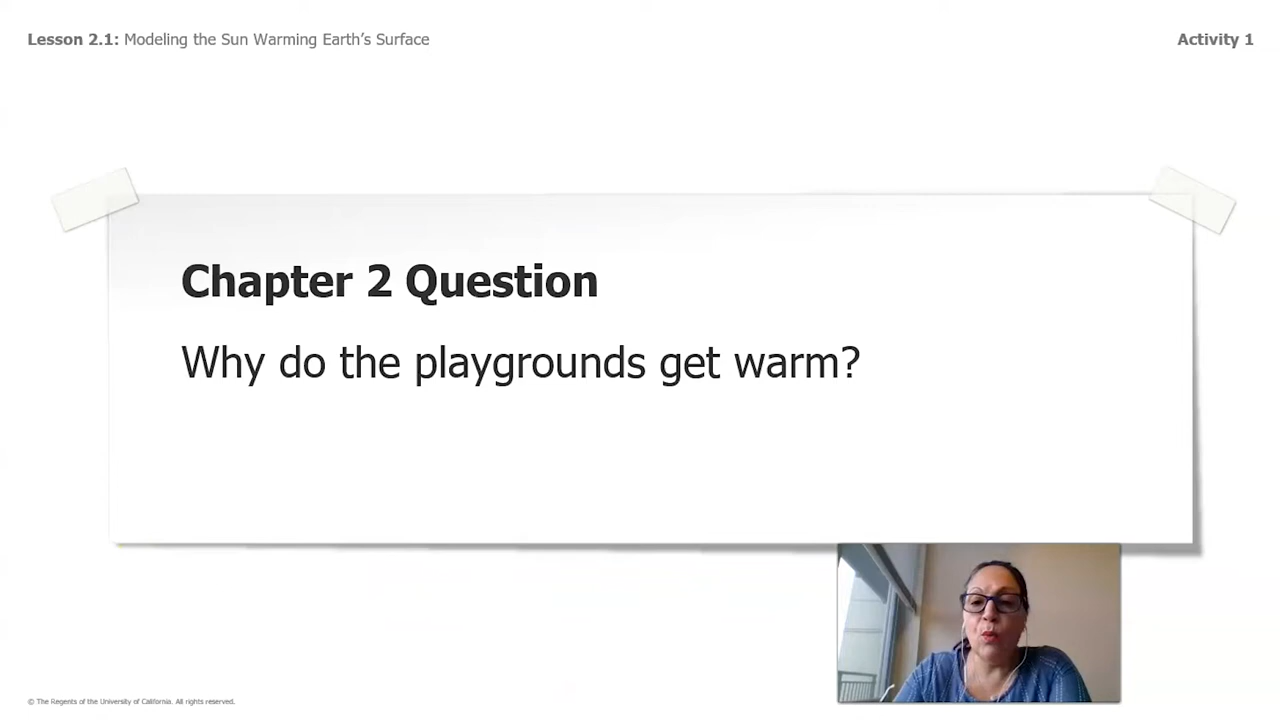 Lesson 2.1: Modeling the Sun Warming Earth's Surface
Activity 1
Chapter 2 Question
Why do the playgrounds get warm?
© The Regents of the University of California. All rights reserved.